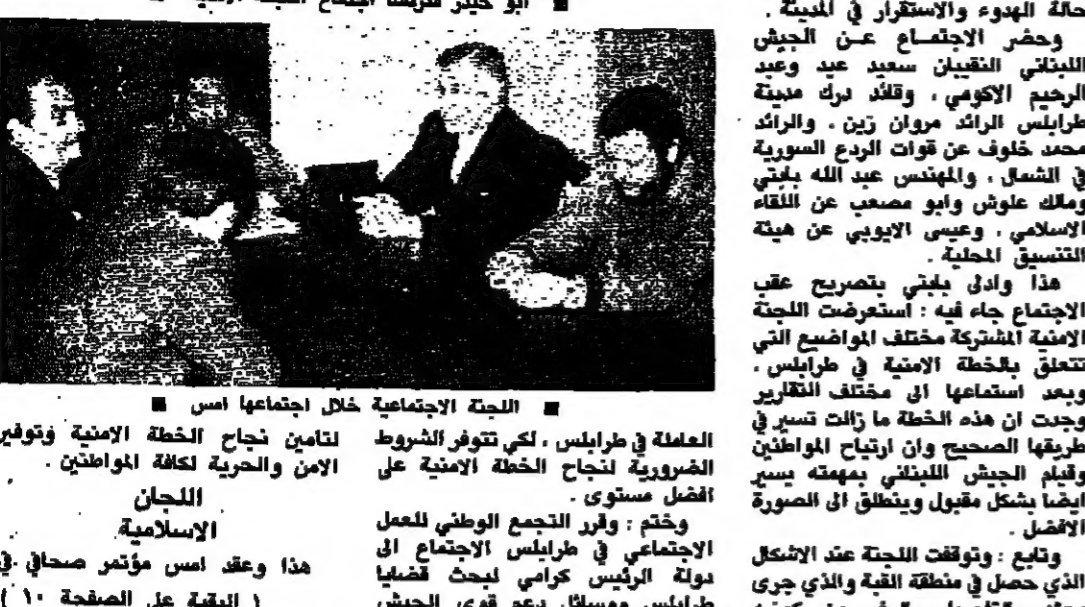 حالة الهدوء والاستقرار في المدينة .
وحضر الاجتماع عن الجيش
اللبناني النقيبان سعيد عيد وعبد
الرحيم الاكومي ، وقائد درك مدينة
طرابلس الرائد مروان زين ، والرائد
محمد خلوف عن قوات الردع السورية
في الشمال ، والمهندس عبد الله بابتي
ومالك علوش وابو مصعب عن اللقاء
الاسلامي ، وعيسى الايوبي عن هيئة
التنسيق المحلية .
هذا وادلى بابتي بتصريح عقب
الاجتماع جاء فيه : استعرضت اللجنة
الامنية المشتركة مختلف المواضيع التي
تتعلق بالخطة الامنية في طرابلس .
وبعد استماعها الى مختلف التقارير
وجدت ان هذه الخطة ما زالت تسير في
طريقها الصحيح وان ارتياح المواطنين
وقيام الجيش اللبناني بمهمته يسير
ايضا بشكل مقبول وينطلق الى الصورة
الافضل .
وتابع : وتوقفت اللجنة عند الاشكال
الذي حصل في منطقة القبة والذي جرى
■ اللجنة الاجتماعية خلال اجتماعها امس ■
العاملة في طرابلس ، لكي تتوفر الشروط
الضرورية لنجاح الخطة الامنية على
افضل مستوى .
وختم : وقرر التجمع الوطني للعمل
الاجتماعي في طرابلس الاجتماع الى
دولة الرئيس كرامي لبحث قضايا
طرابلس ومسائل دعم قوى الجيش
لتامين نجاح الخطة الامنية وتوفير
الامن والحرية لكافة المواطنين .
اللجان
الاسلامية
هذا وعقد امس مؤتمر صحافي في
( البقية على الصفحة ١٠ )